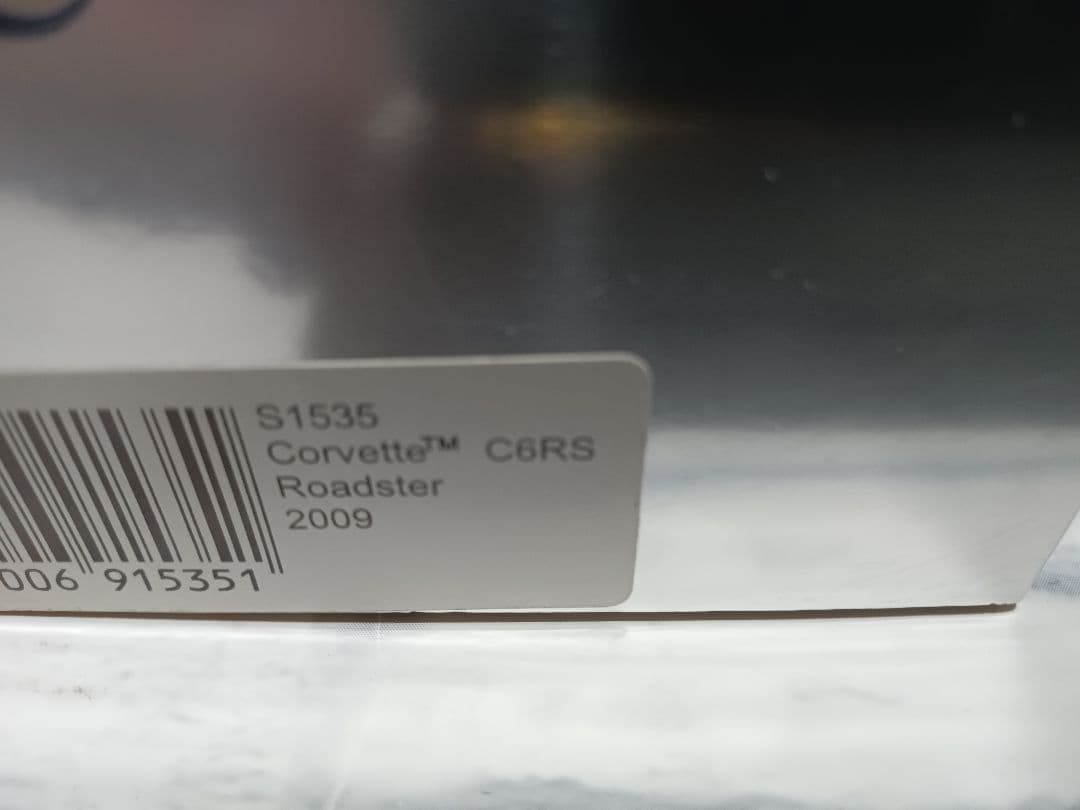 S1535
Corvette™ C6RS
Roadster
2009
006 915351